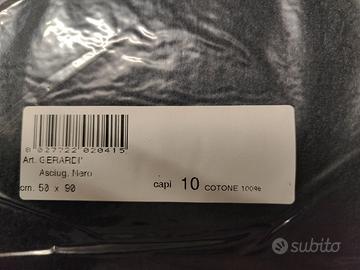 8 027722 020415
Art. GERARDI'
Asciug. Nero
cm. 50 x 90
capi 10 COTONE 100%
subito